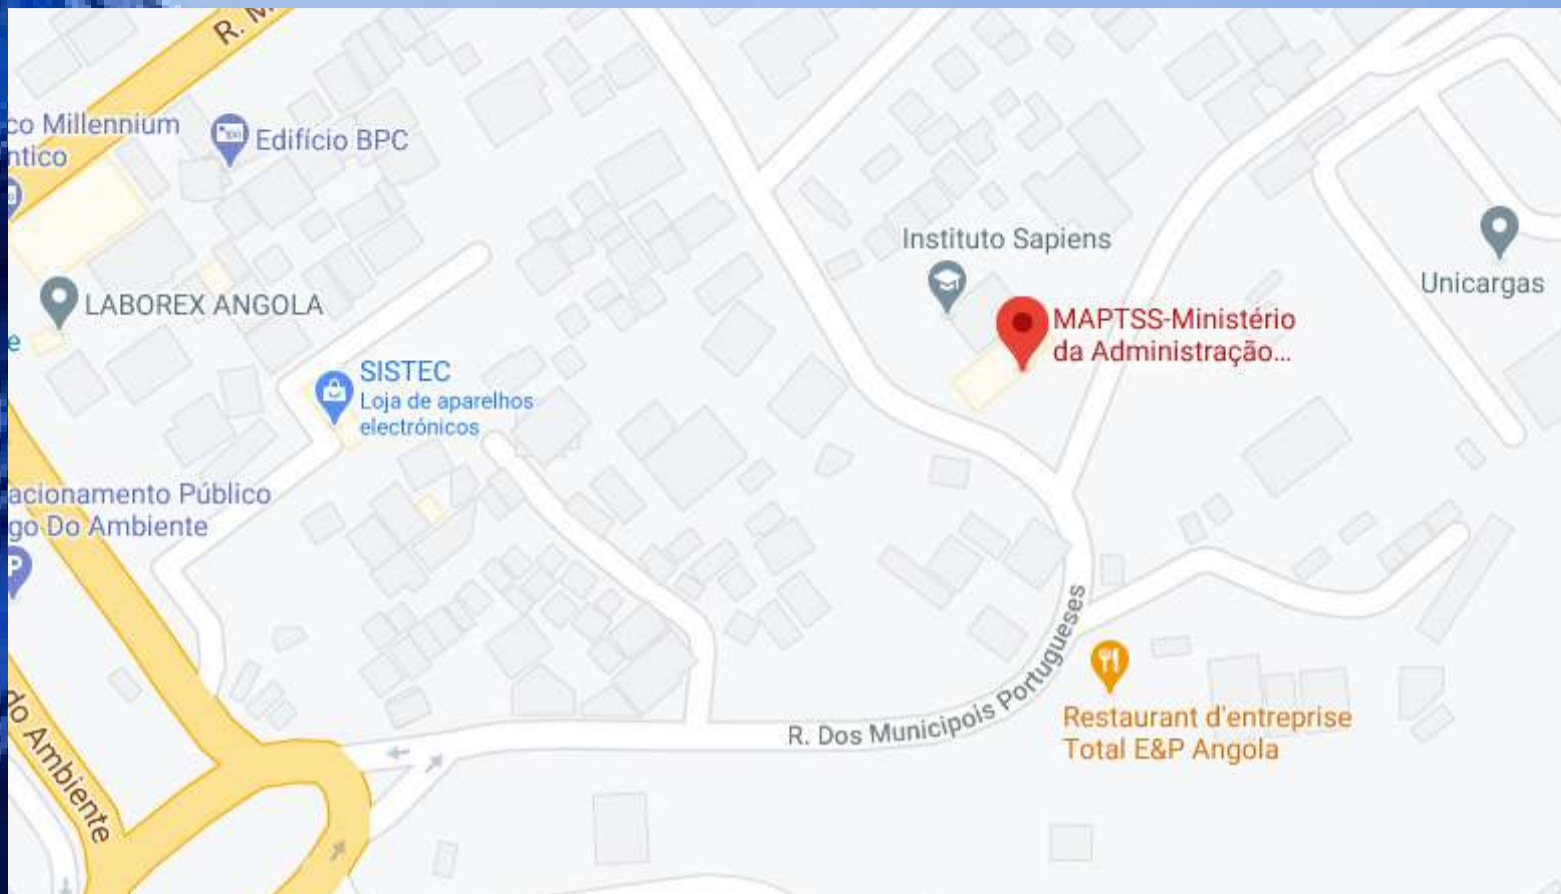 R. M
co Millennium
ntico
Edifício BPC
Instituto Sapiens
Unicargas
LABOREX ANGOLA
e
MAPTSS-Ministério
da Administração...
SISTEC
Loja de aparelhos
electrónicos
acionamento Público
go Do Ambiente
P
do Ambiente
R. Dos Municipois Portugueses
Restaurant d'entreprise
Total E&P Angola